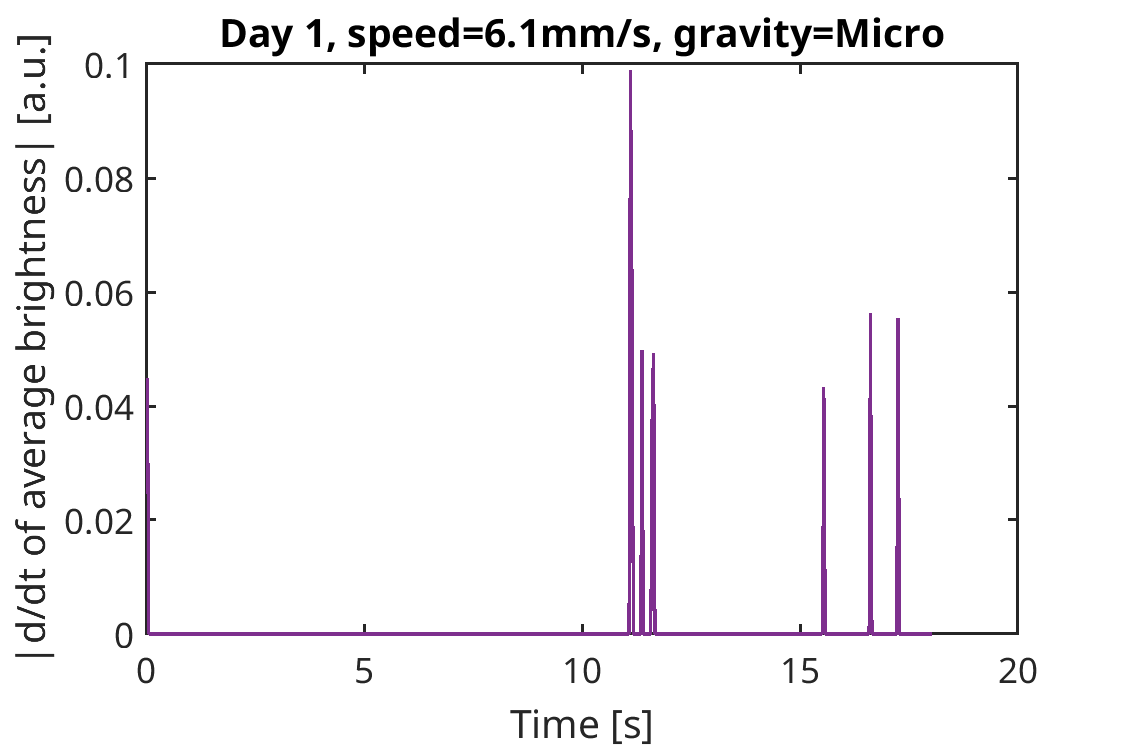 Day 1, speed=6.1mm/s, gravity=Micro
|d/dt of average brightness| [a.u.]
0.1
0.08
0.06
0.04
0.02
0
0 5 10 15 20
Time [s]